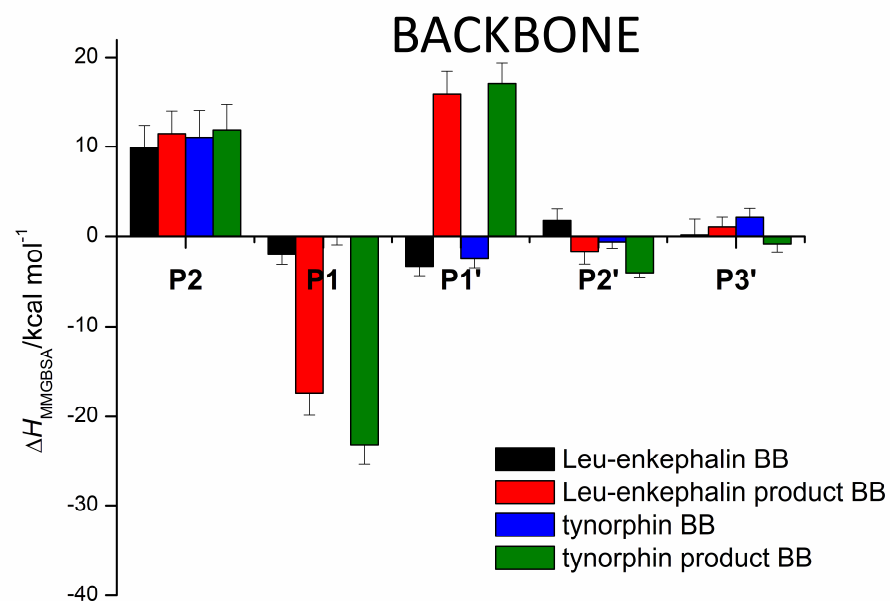 BACKBONE
20
10
0
-10
-20
-30
-40
ΔH_MMGBSA/kcal mol⁻¹
P2 P1 P1' P2' P3'
Leu-enkephalin BB
Leu-enkephalin product BB
tynorphin BB
tynorphin product BB